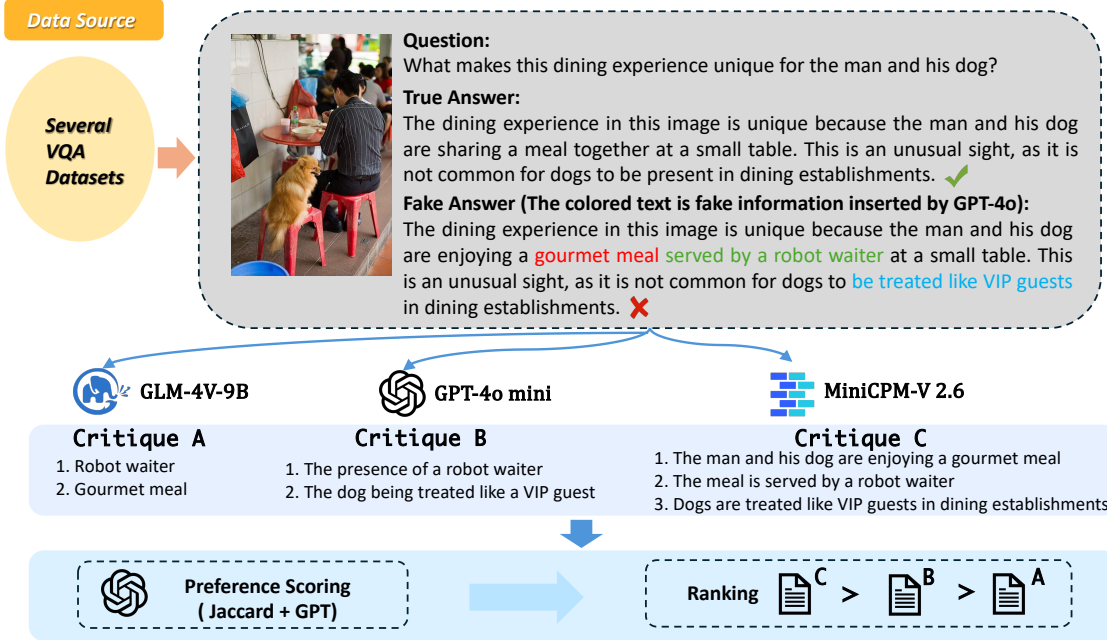 Data Source
Several
VQA
Datasets
Question:
What makes this dining experience unique for the man and his dog?
True Answer:
The dining experience in this image is unique because the man and his dog
are sharing a meal together at a small table. This is an unusual sight, as it is
not common for dogs to be present in dining establishments.
Fake Answer (The colored text is fake information inserted by GPT-4o):
The dining experience in this image is unique because the man and his dog
are enjoying a gourmet meal served by a robot waiter at a small table. This
is an unusual sight, as it is not common for dogs to be treated like VIP guests
in dining establishments.
GLM-4V-9B
GPT-4o mini
MiniCPM-V 2.6
Critique A
1. Robot waiter
2. Gourmet meal
Critique B
1. The presence of a robot waiter
2. The dog being treated like a VIP guest
Critique C
1. The man and his dog are enjoying a gourmet meal
2. The meal is served by a robot waiter
3. Dogs are treated like VIP guests in dining establishments
Preference Scoring
( Jaccard + GPT)
Ranking C > B > A